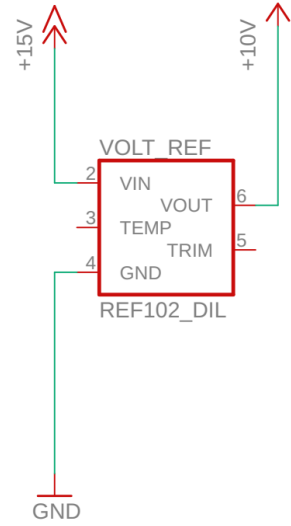 +15V
+10V
VOLT_REF
2
VIN
VOUT
6
3
TEMP
TRIM
5
4
GND
REF102_DIL
GND